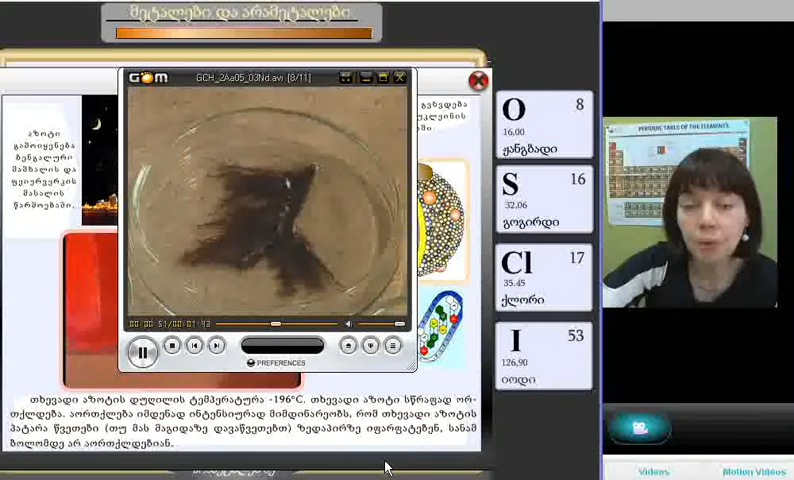 მეტალები და არამეტალები
GOM
GCH_2Aa05_03Nd.avi [8/11]
გვხვდება
აზოტი
გამოიყენება
ბენგალური
მაშხალის და
ფეიერვერკის
მასალის
წარმოებაში.
O 8
16,00
ჟანგბადი
S 16
32.06
გოგირდი
Cl 17
35.45
ქლორი
I 53
126,90
იოდი
PERIODIC TABLE OF THE ELEMENTS
PREFERENCES
თხევადი აზოტის დუღილის ტემპერატურა -196°C. თხევადი აზოტი სწრაფად ორ-
თქლდება. აორთქლება იმდენად ინტენსიურად მიმდინარეობს, რომ თხევადი აზოტის
პატარა წვეთები (თუ მას მაგიდაზე დავაწვეთებთ) ზედაპირზე იფარფატებენ, სანამ
ბოლომდე არ აორთქლდებიან.
Videos
Motion Videos